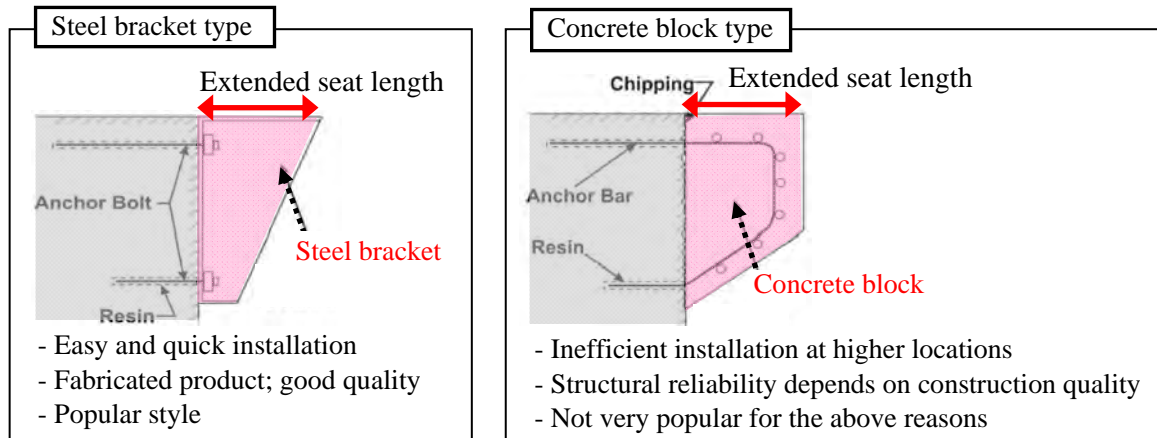 Steel bracket type
Extended seat length
Anchor Bolt
Steel bracket
Resin
- Easy and quick installation
- Fabricated product; good quality
- Popular style
Concrete block type
Chipping
Extended seat length
Anchor Bar
Resin
Concrete block
- Inefficient installation at higher locations
- Structural reliability depends on construction quality
- Not very popular for the above reasons